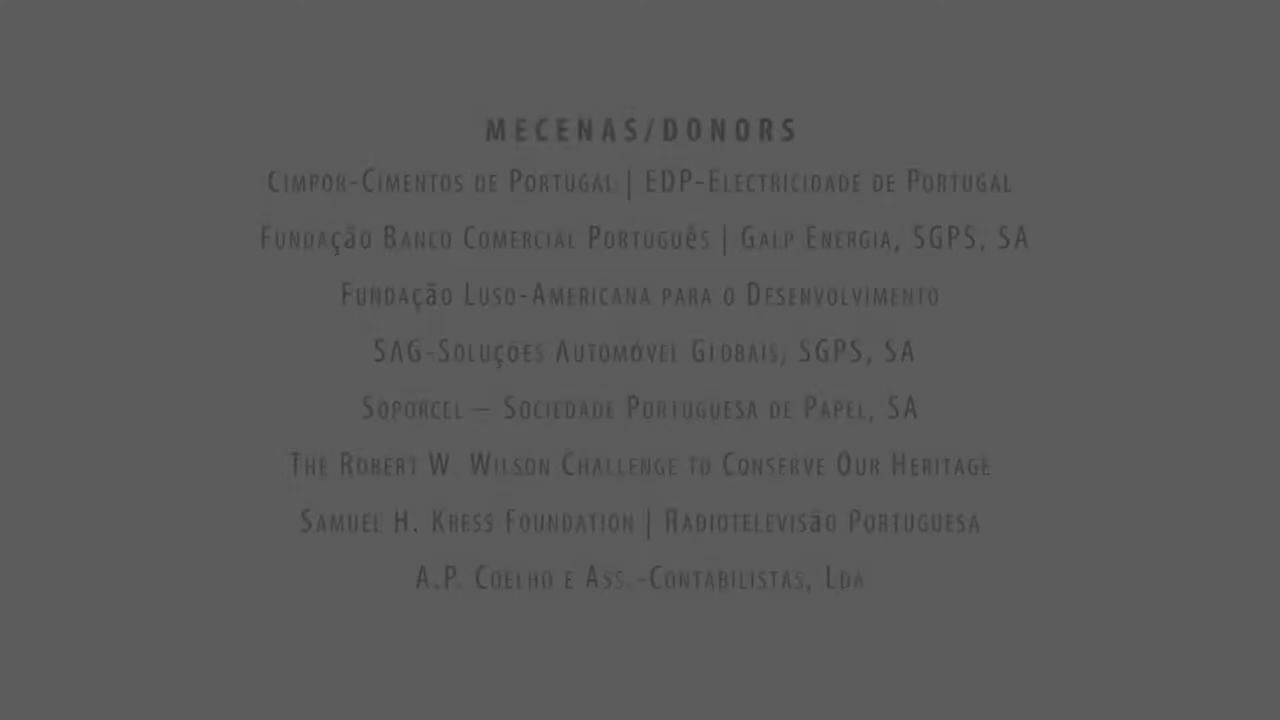 MECENAS/DONORS
Cimpor-Cimentos de Portugal | EDP-Electricidade de Portugal
Fundação Banco Comercial Português | Galp Energia, SGPS, SA
Fundação Luso-Americana para o Desenvolvimento
SAG-Soluções Automóvel Globais, SGPS, SA
Soporcel – Sociedade Portuguesa de Papel, SA
The Robert W. Wilson Challenge to Conserve Our Heritage
Samuel H. Kress Foundation | Radiotelevisão Portuguesa
A.P. Coelho e Ass.-Contabilistas, Lda